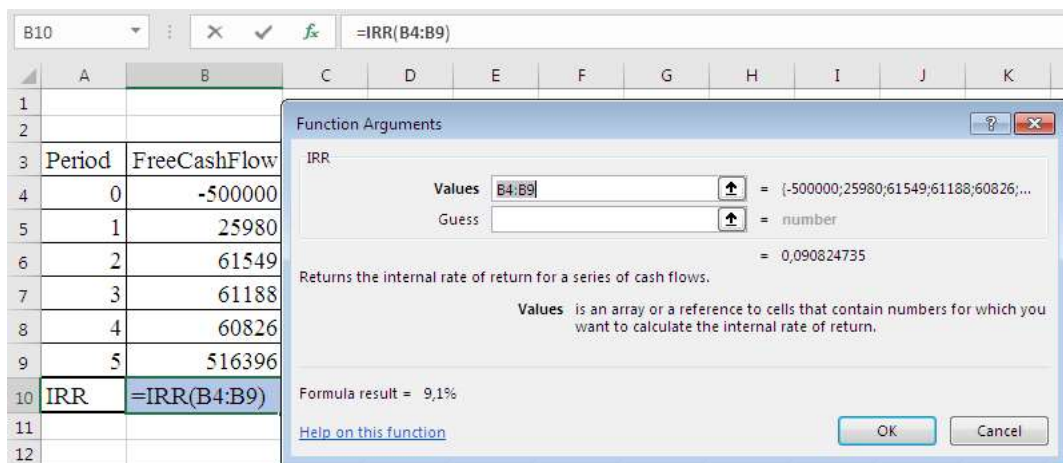 B10 =IRR(B4:B9)
A B C D E F G H I J K
1
2
3 Period FreeCashFlow
4 0 -500000
5 1 25980
6 2 61549
7 3 61188
8 4 60826
9 5 516396
10 IRR =IRR(B4:B9)
11
12
Function Arguments
IRR
Values B4:B9 = {-500000;25980;61549;61188;60826;...
Guess = number
= 0,090824735
Returns the internal rate of return for a series of cash flows.
Values is an array or a reference to cells that contain numbers for which you
want to calculate the internal rate of return.
Formula result = 9,1%
Help on this function OK Cancel